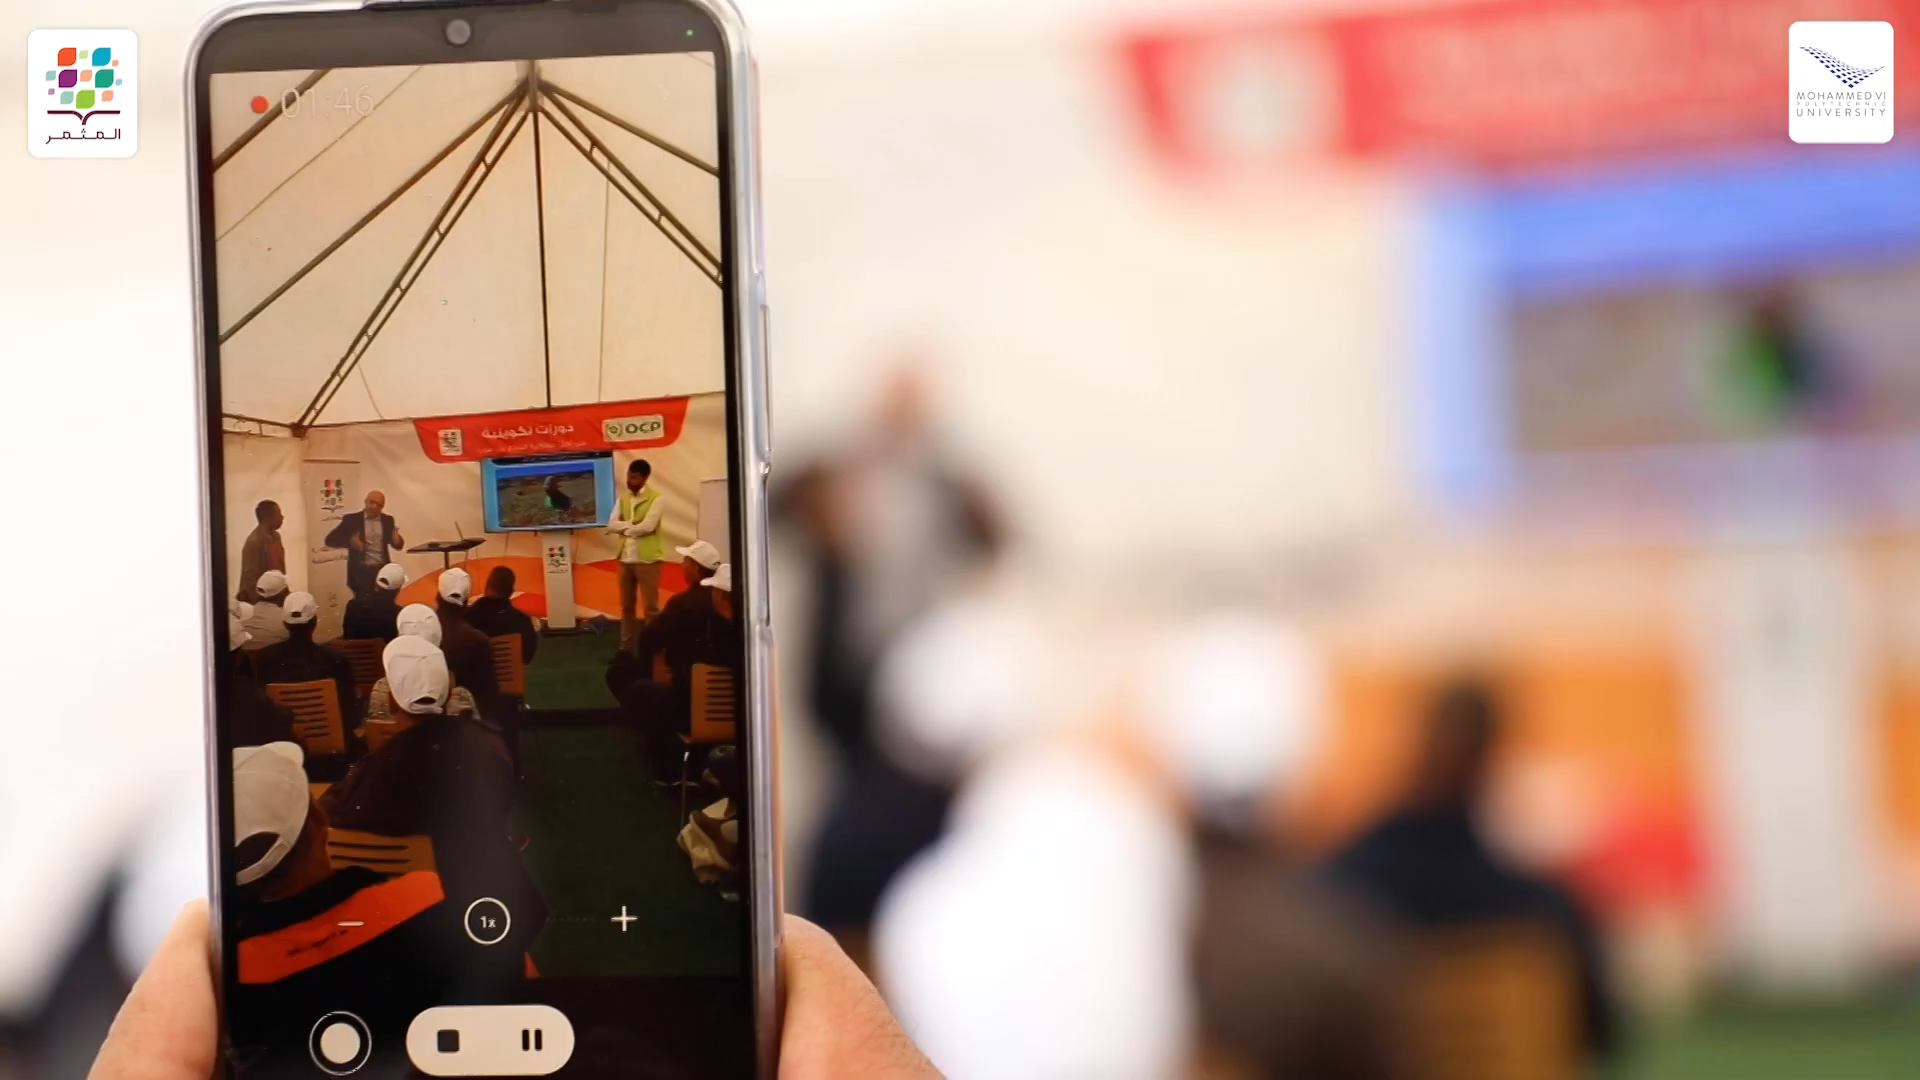 المثمر
MOHAMMED VI
POLYTECHNIC
UNIVERSITY
01:46
دورات تكوينية
OCP
1x